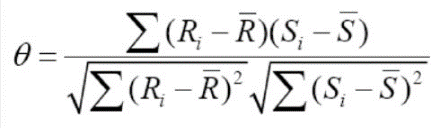 θ = ∑(Rᵢ − R̅)(Sᵢ − S̅) / √∑(Rᵢ − R̅)² √∑(Sᵢ − S̅)²